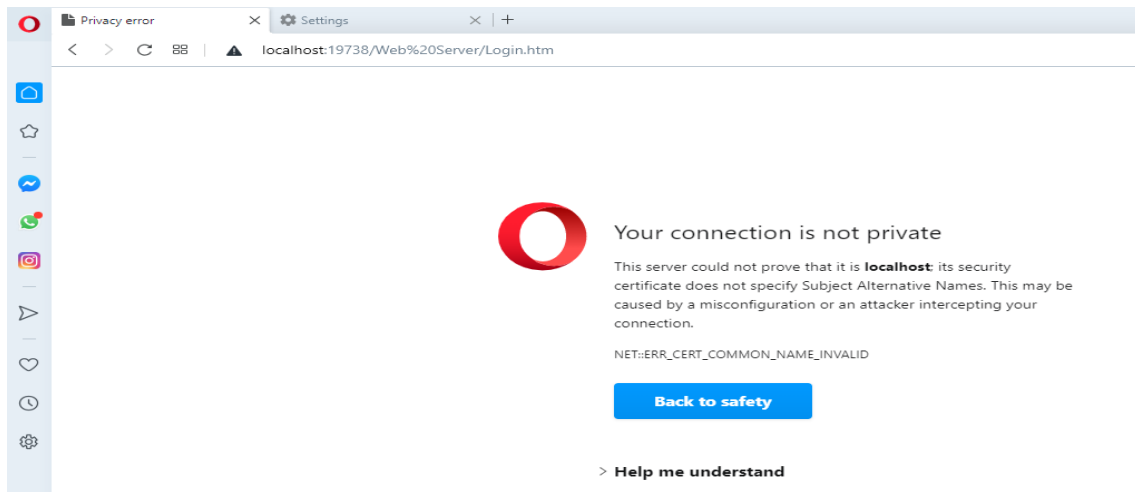 Privacy error
Settings
localhost:19738/Web%20Server/Login.htm
Your connection is not private
This server could not prove that it is localhost; its security
certificate does not specify Subject Alternative Names. This may be
caused by a misconfiguration or an attacker intercepting your
connection.
NET::ERR_CERT_COMMON_NAME_INVALID
Back to safety
Help me understand